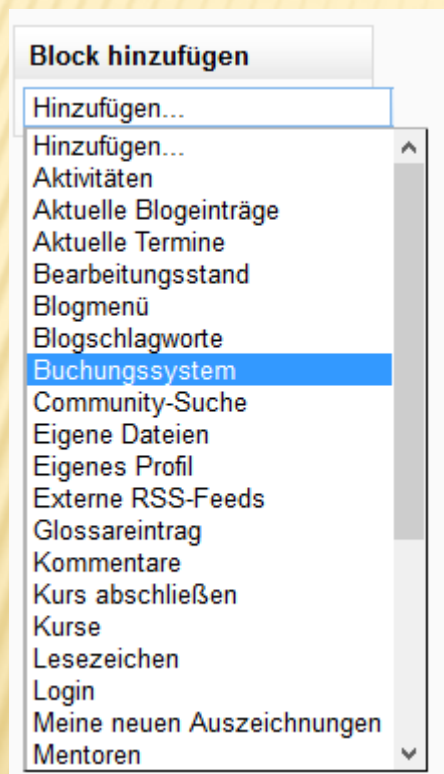 Block hinzufügen
Hinzufügen...
Hinzufügen...
Aktivitäten
Aktuelle Blogeinträge
Aktuelle Termine
Bearbeitungsstand
Blogmenü
Blogschlagworte
Buchungssystem
Community-Suche
Eigene Dateien
Eigenes Profil
Externe RSS-Feeds
Glossareintrag
Kommentare
Kurs abschließen
Kurse
Lesezeichen
Login
Meine neuen Auszeichnungen
Mentoren